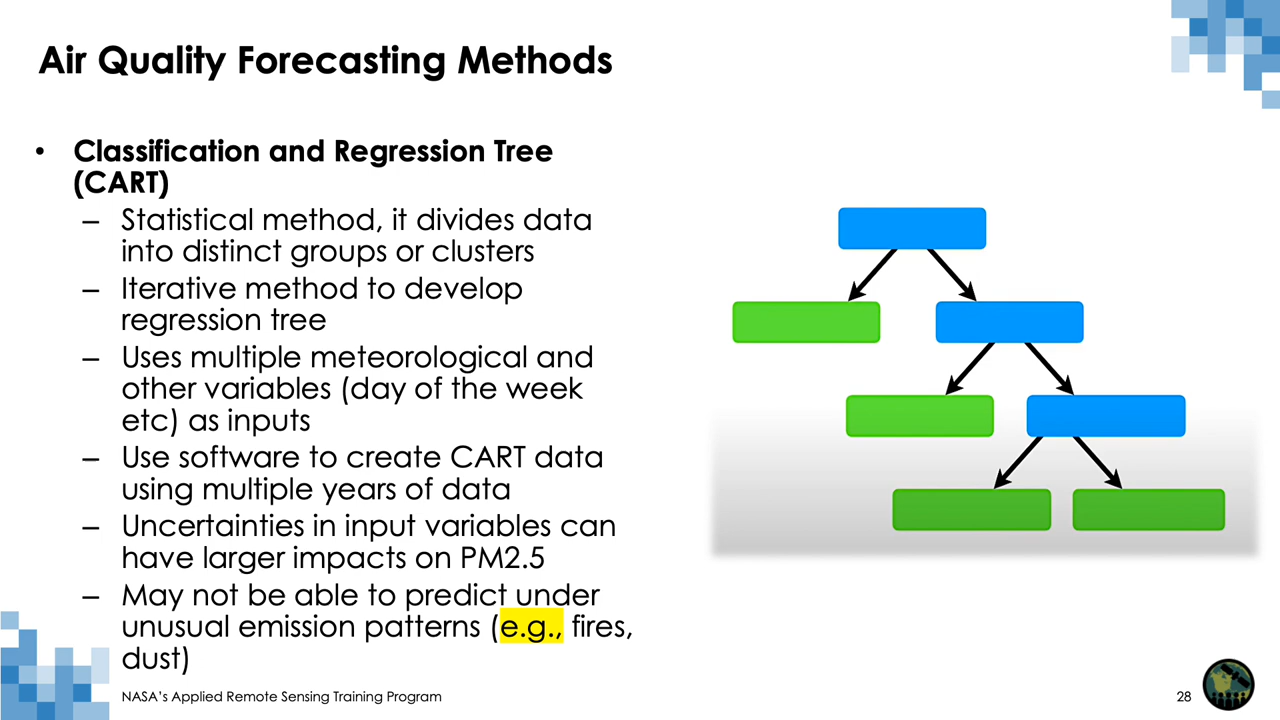 Air Quality Forecasting Methods
• Classification and Regression Tree
(CART)
– Statistical method, it divides data
into distinct groups or clusters
– Iterative method to develop
regression tree
– Uses multiple meteorological and
other variables (day of the week
etc) as inputs
– Use software to create CART data
using multiple years of data
– Uncertainties in input variables can
have larger impacts on PM2.5
– May not be able to predict under
unusual emission patterns (e.g., fires,
dust)
NASA's Applied Remote Sensing Training Program
28